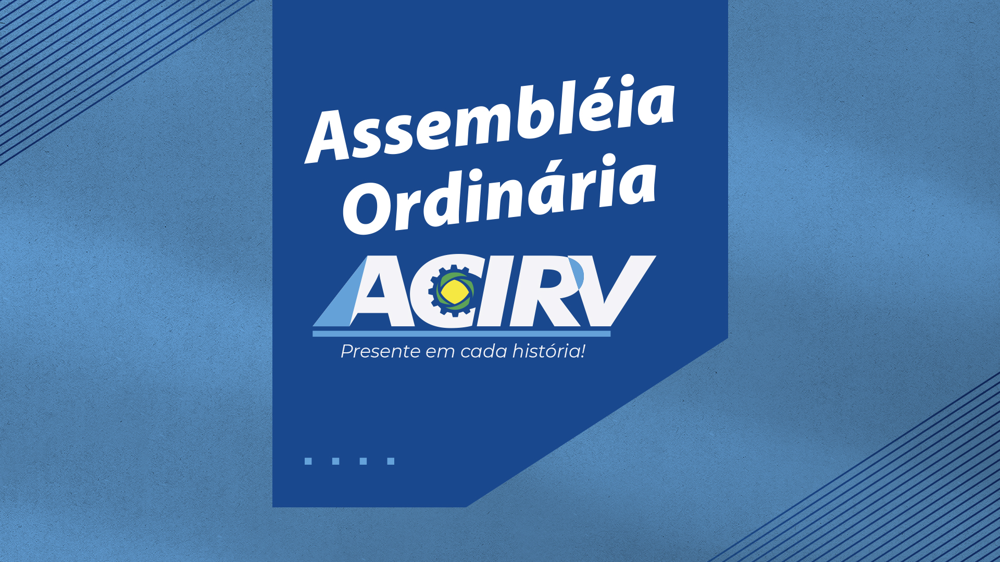 Assembléia
Ordinária
ACIRV
Presente em cada história!